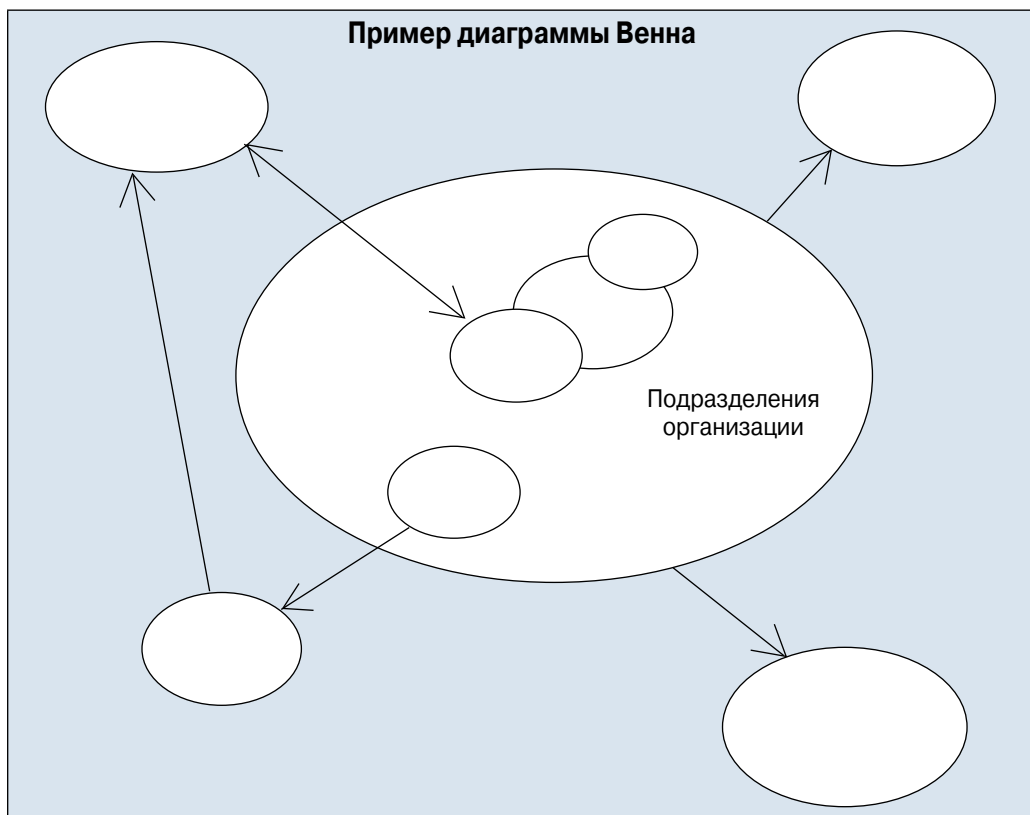 Пример диаграммы Венна
Подразделения
организации